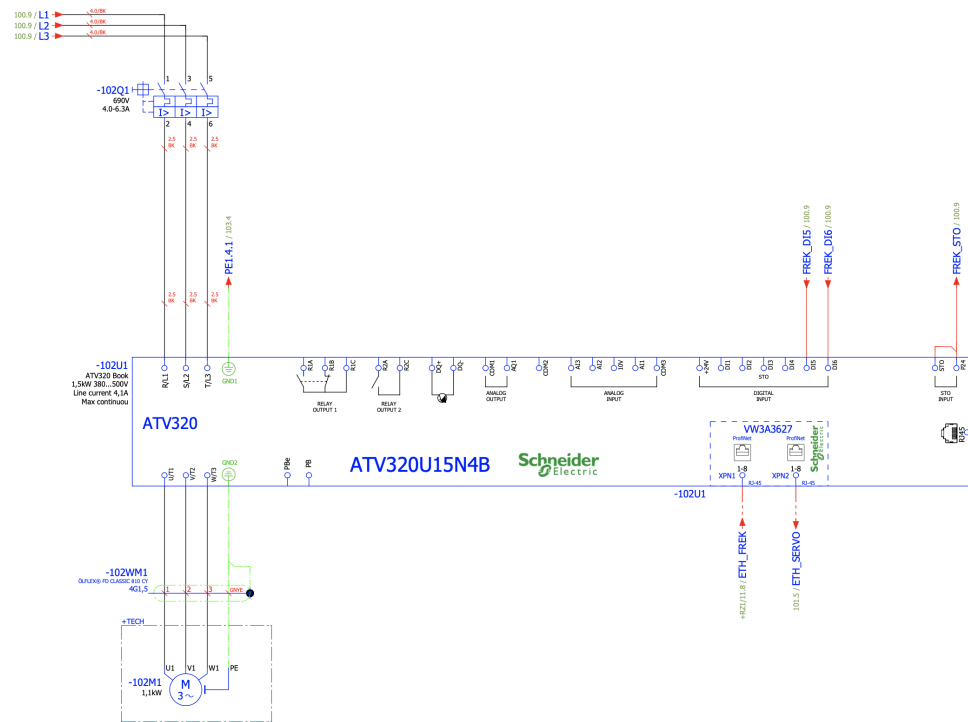 100.9 / L1
100.9 / L2
100.9 / L3
4.0/BK
4.0/BK
4.0/BK
1 3 5
-102Q1
690V
4.0-6.3A
I> I> I>
2 4 6
2.5 BK
2.5 BK
2.5 BK
PE1.4.1 / 103.4
FREK_DI5 / 100.9
FREK_DI6 / 100.9
FREK_STO / 100.9
2.5 BK
2.5 BK
2.5 BK
-102U1
ATV320 Book
1,5kW 380...500V
Line current 4,1A
Max continuou
R/L1 S/L2 T/L3 GND1
R1A R1B R1C
RELAY
OUTPUT 1
R2A R2C
RELAY
OUTPUT 2
DQ+ DQ-
COM1 AQ1
ANALOG
OUTPUT
COM2
AI3 AI2 10V AI1 COM3
ANALOG
INPUT
+24V DI1 DI2 DI3 DI4 DI5 DI6
STO
DIGITAL
INPUT
STO P24
STO
INPUT
RJ45
ATV320
ATV320U15N4B
Schneider
Electric
VW3A3627
ProfiNet ProfiNet
Schneider
Electric
1-8 1-8
XPN1 XPN2
RJ-45 RJ-45
U/T1 V/T2 W/T3 GND2
PBe PB
-102U1
+RZ1/11.8 / ETH_FREK
101.5 / ETH_SERVO
-102WM1
ÖLFLEX® FD CLASSIC 810 CY
4G1,5
1 2 3 GNYE
+TECH
U1 V1 W1 PE
-102M1
1,1kW
M
3~